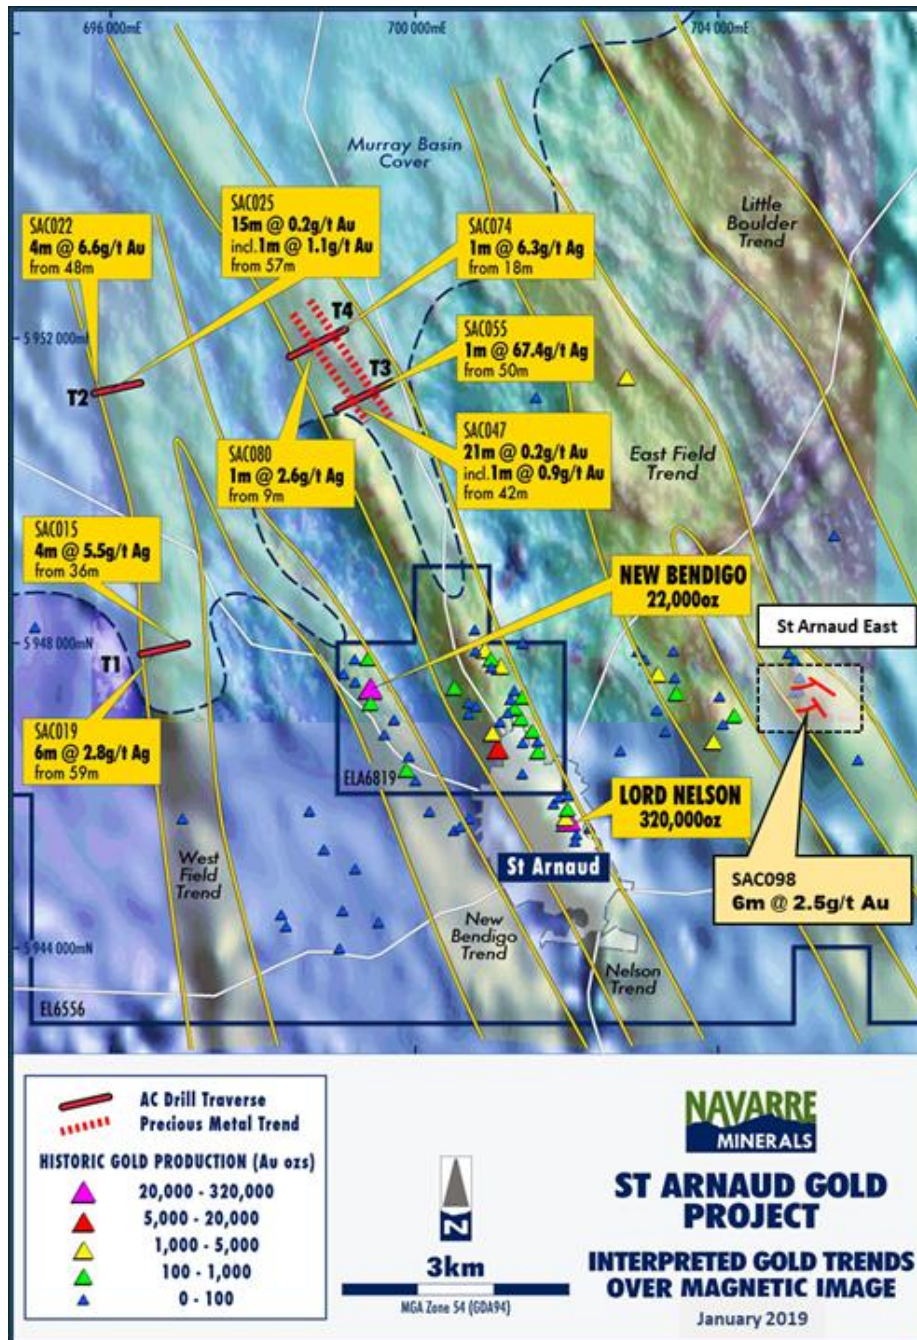 696 000mE
700 000mE
704 000mE
Murray Basin
Cover
Little
Boulder
Trend
SAC022
4m @ 6.6g/t Au
from 48m
SAC025
15m @ 0.2g/t Au
incl.1m @ 1.1g/t Au
from 57m
SAC074
1m @ 6.3g/t Ag
from 18m
T4
5 952 000mN
SAC055
1m @ 67.4g/t Ag
from 50m
T3
T2
SAC080
1m @ 2.6g/t Ag
from 9m
SAC047
21m @ 0.2g/t Au
incl.1m @ 0.9g/t Au
from 42m
East Field
Trend
SAC015
4m @ 5.5g/t Ag
from 36m
NEW BENDIGO
22,000oz
St Arnaud East
5 948 000mN
T1
SAC019
6m @ 2.8g/t Ag
from 59m
ELA6819
LORD NELSON
320,000oz
West
Field
Trend
St Arnaud
SAC098
6m @ 2.5g/t Au
New
Bendigo
Trend
Nelson
Trend
5 944 000mN
EL6556
AC Drill Traverse
Precious Metal Trend
HISTORIC GOLD PRODUCTION (Au ozs)
20,000 - 320,000
5,000 - 20,000
1,000 - 5,000
100 - 1,000
0 - 100
N
3km
MGA Zone 54 (GDA94)
NAVARRE
MINERALS
ST ARNAUD GOLD
PROJECT
INTERPRETED GOLD TRENDS
OVER MAGNETIC IMAGE
January 2019